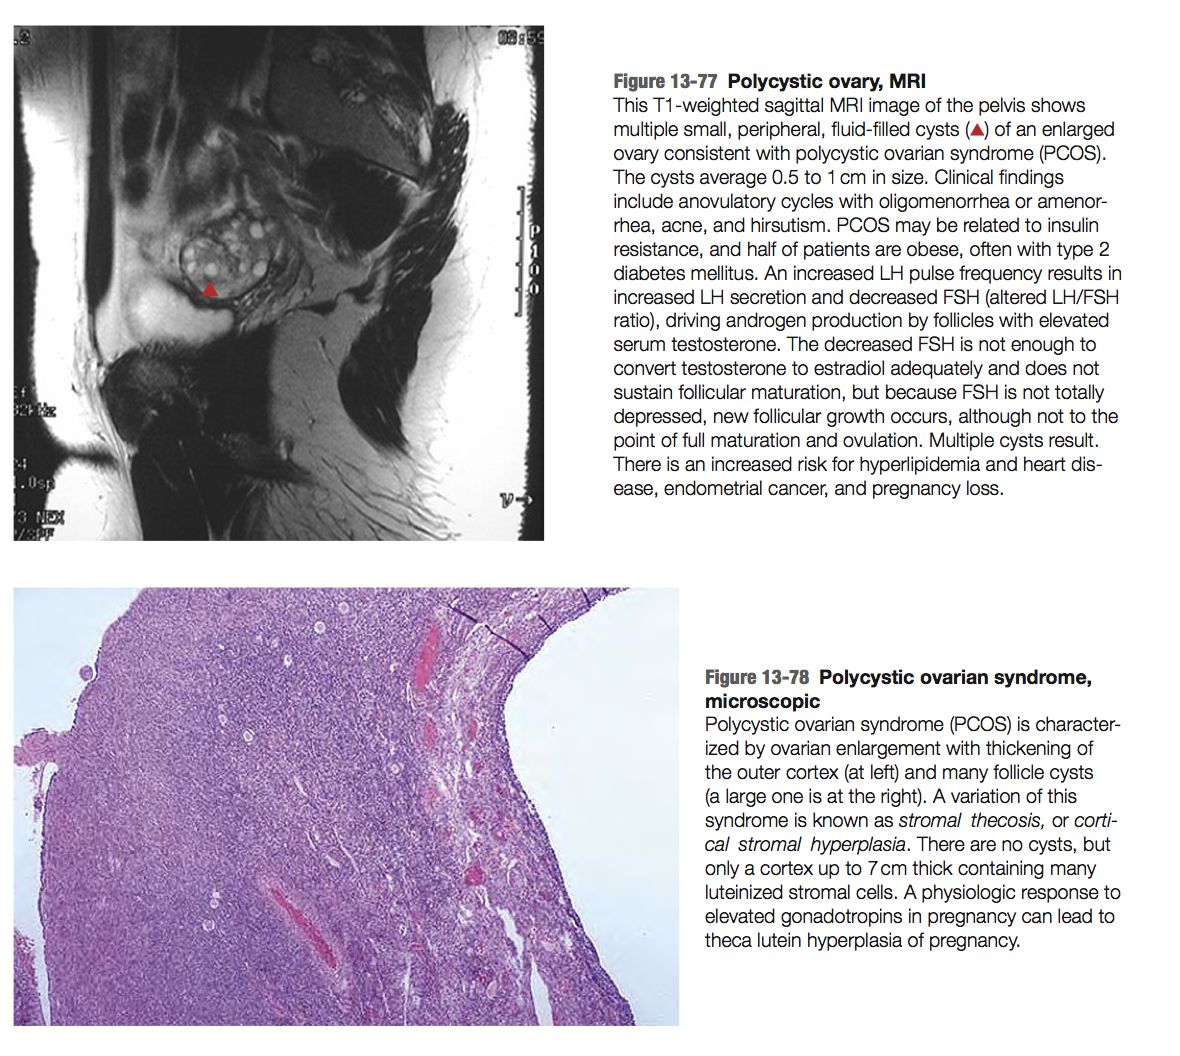 .2
08:59
P
1
0
0
Ef
32kHz
24
1.0sp
3 NEX
Figure 13-77 Polycystic ovary, MRI
This T1-weighted sagittal MRI image of the pelvis shows
multiple small, peripheral, fluid-filled cysts (▲) of an enlarged
ovary consistent with polycystic ovarian syndrome (PCOS).
The cysts average 0.5 to 1 cm in size. Clinical findings
include anovulatory cycles with oligomenorrhea or amenor-
rhea, acne, and hirsutism. PCOS may be related to insulin
resistance, and half of patients are obese, often with type 2
diabetes mellitus. An increased LH pulse frequency results in
increased LH secretion and decreased FSH (altered LH/FSH
ratio), driving androgen production by follicles with elevated
serum testosterone. The decreased FSH is not enough to
convert testosterone to estradiol adequately and does not
sustain follicular maturation, but because FSH is not totally
depressed, new follicular growth occurs, although not to the
point of full maturation and ovulation. Multiple cysts result.
There is an increased risk for hyperlipidemia and heart dis-
ease, endometrial cancer, and pregnancy loss.
Figure 13-78 Polycystic ovarian syndrome,
microscopic
Polycystic ovarian syndrome (PCOS) is character-
ized by ovarian enlargement with thickening of
the outer cortex (at left) and many follicle cysts
(a large one is at the right). A variation of this
syndrome is known as stromal thecosis, or corti-
cal stromal hyperplasia. There are no cysts, but
only a cortex up to 7 cm thick containing many
luteinized stromal cells. A physiologic response to
elevated gonadotropins in pregnancy can lead to
theca lutein hyperplasia of pregnancy.